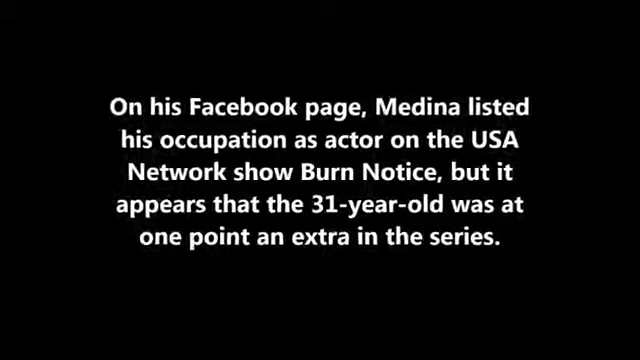 On his Facebook page, Medina listed
his occupation as actor on the USA
Network show Burn Notice, but it
appears that the 31-year-old was at
one point an extra in the series.